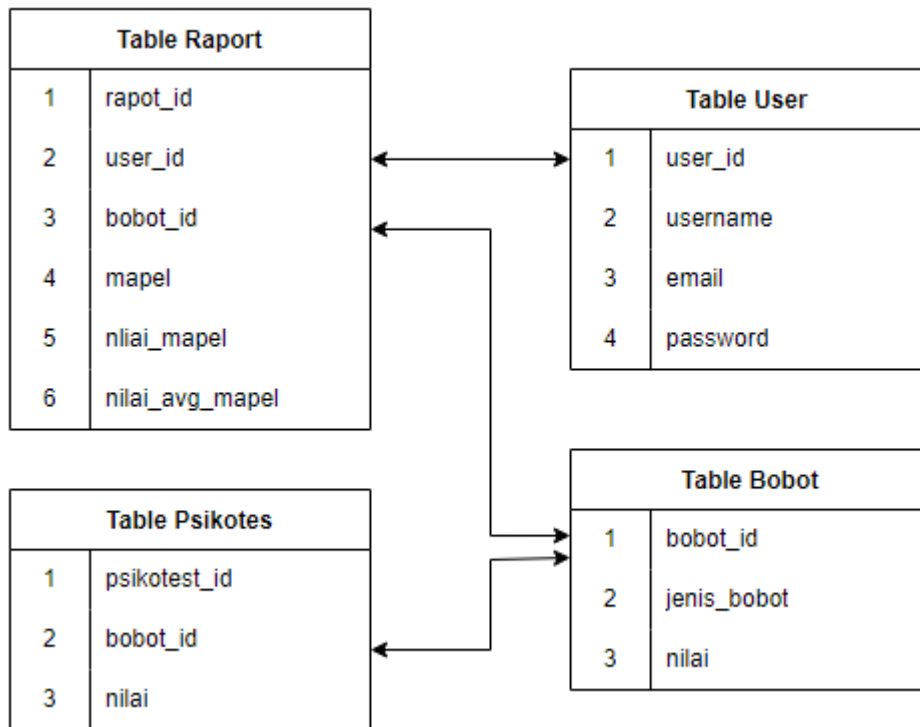 Table Raport
1 rapot_id
2 user_id
3 bobot_id
4 mapel
5 nliai_mapel
6 nilai_avg_mapel
Table User
1 user_id
2 username
3 email
4 password
Table Psikotes
1 psikotest_id
2 bobot_id
3 nilai
Table Bobot
1 bobot_id
2 jenis_bobot
3 nilai